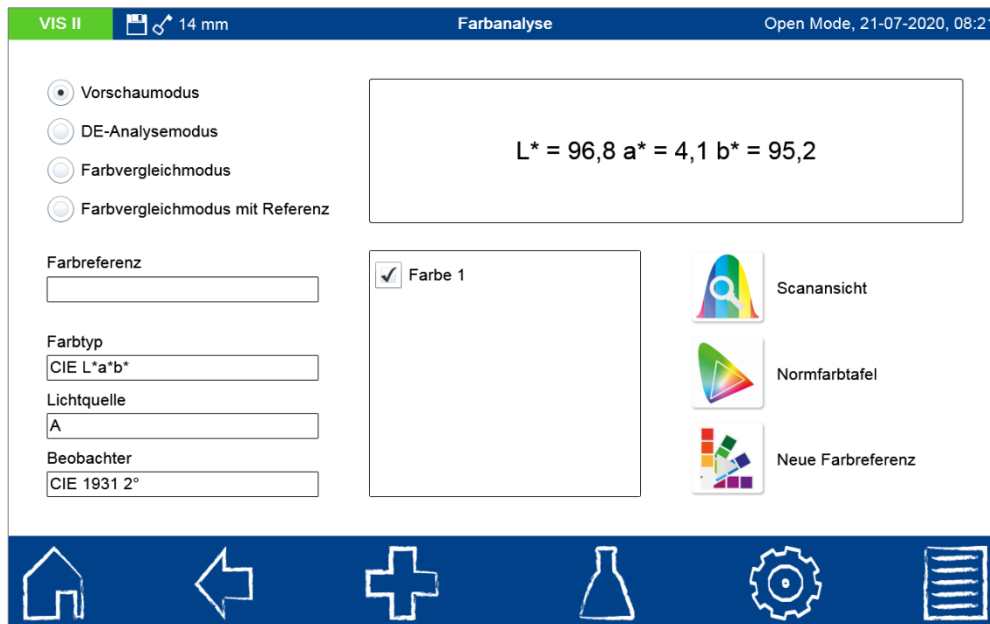 VIS II 14 mm Farbanalyse Open Mode, 21-07-2020, 08:21
Vorschaumodus
DE-Analysemodus
Farbvergleichmodus
Farbvergleichmodus mit Referenz
L* = 96,8 a* = 4,1 b* = 95,2
Farbreferenz
Farbtyp
CIE L*a*b*
Lichtquelle
A
Beobachter
CIE 1931 2°
Farbe 1
Scanansicht
Normfarbtafel
Neue Farbreferenz